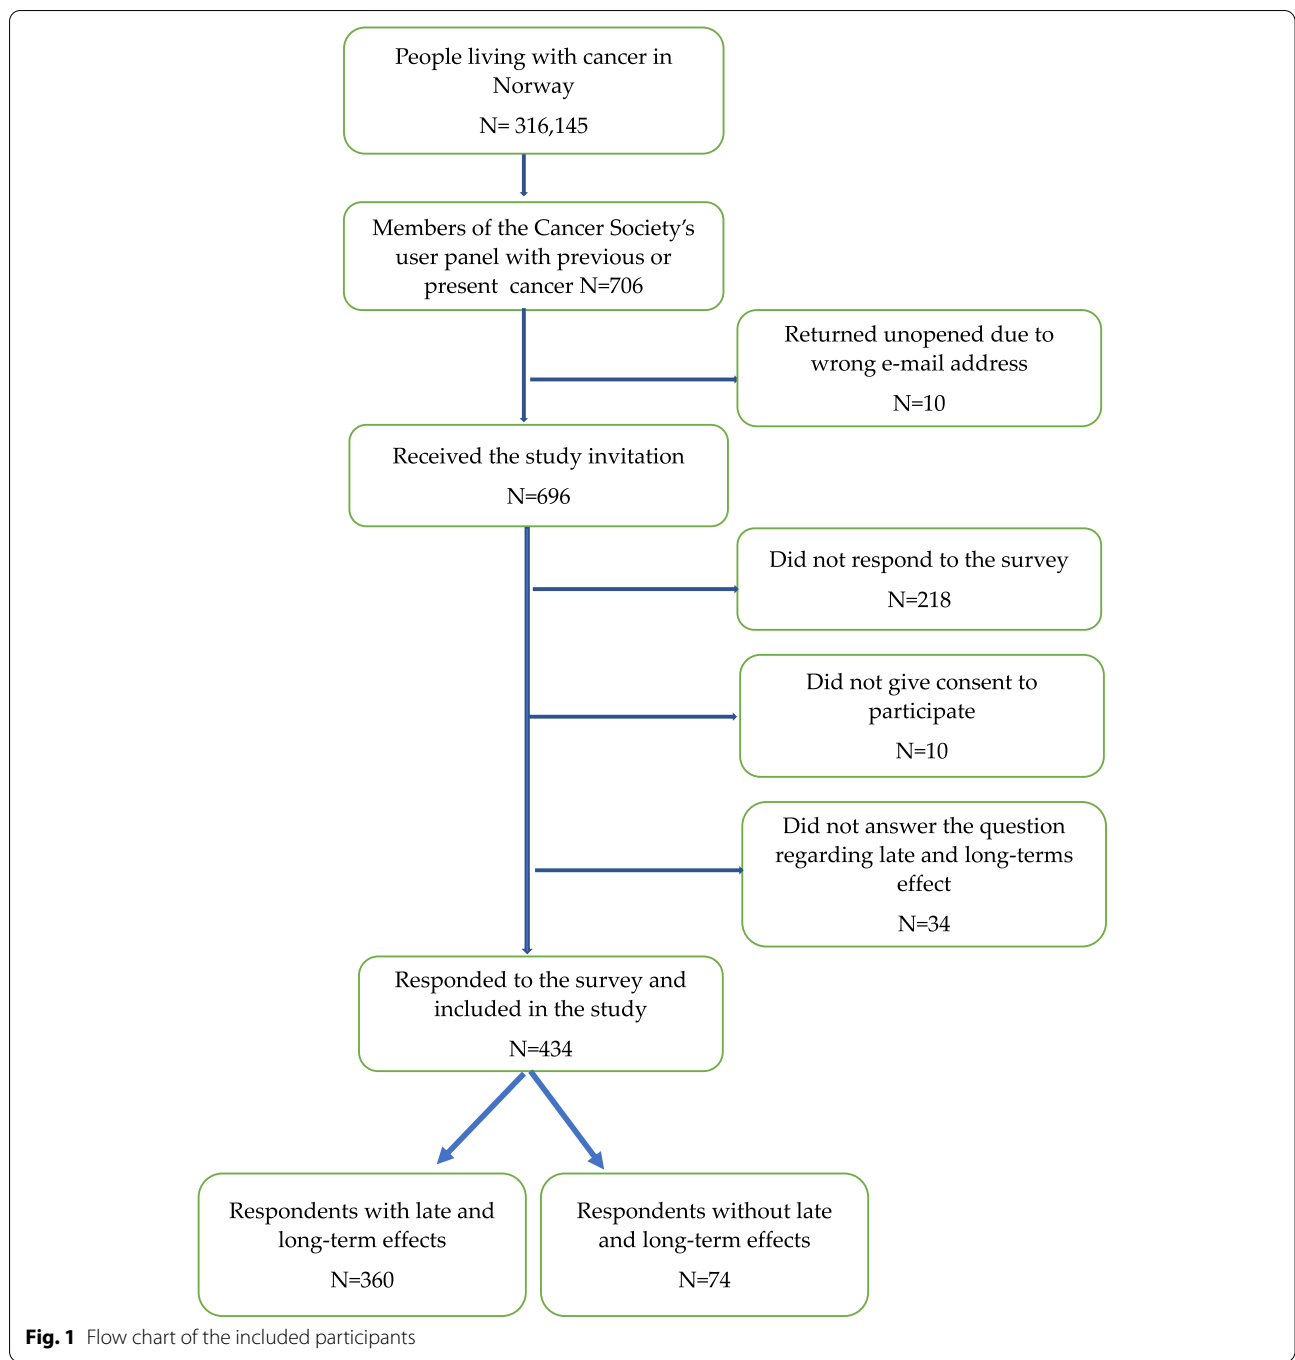 People living with cancer in
Norway
N= 316,145
Members of the Cancer Society’s
user panel with previous or
present cancer N=706
Returned unopened due to
wrong e-mail address
N=10
Received the study invitation
N=696
Did not respond to the survey
N=218
Did not give consent to
participate
N=10
Did not answer the question
regarding late and long-terms
effect
N=34
Responded to the survey and
included in the study
N=434
Respondents with late and
long-term effects
N=360
Respondents without late
and long-term effects
N=74
Fig. 1 Flow chart of the included participants